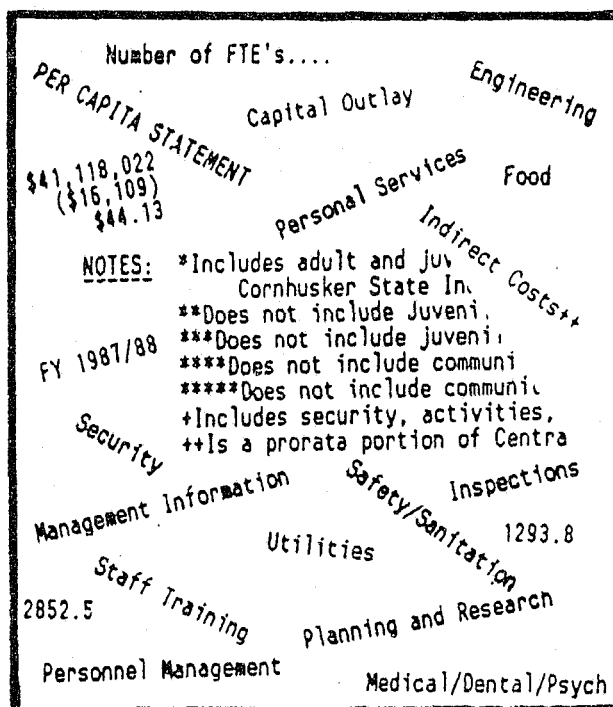 Number of FTE's....
PER CAPITA STATEMENT
Capital Outlay
Engineering
$41,118,022
($16,109)
$44.13
Personal Services
Food
Indirect Costs++
NOTES: *Includes adult and juv
Cornhusker State In
**Does not include Juveni
***Does not include juveni
****Does not include communi
*****Does not include communi
+Includes security, activities,
++Is a prorata portion of Centra
FY 1987/88
Security
Management Information
Safety/Sanitation
Inspections
1293.8
Utilities
Staff Training
2852.5
Planning and Research
Personnel Management
Medical/Dental/Psych